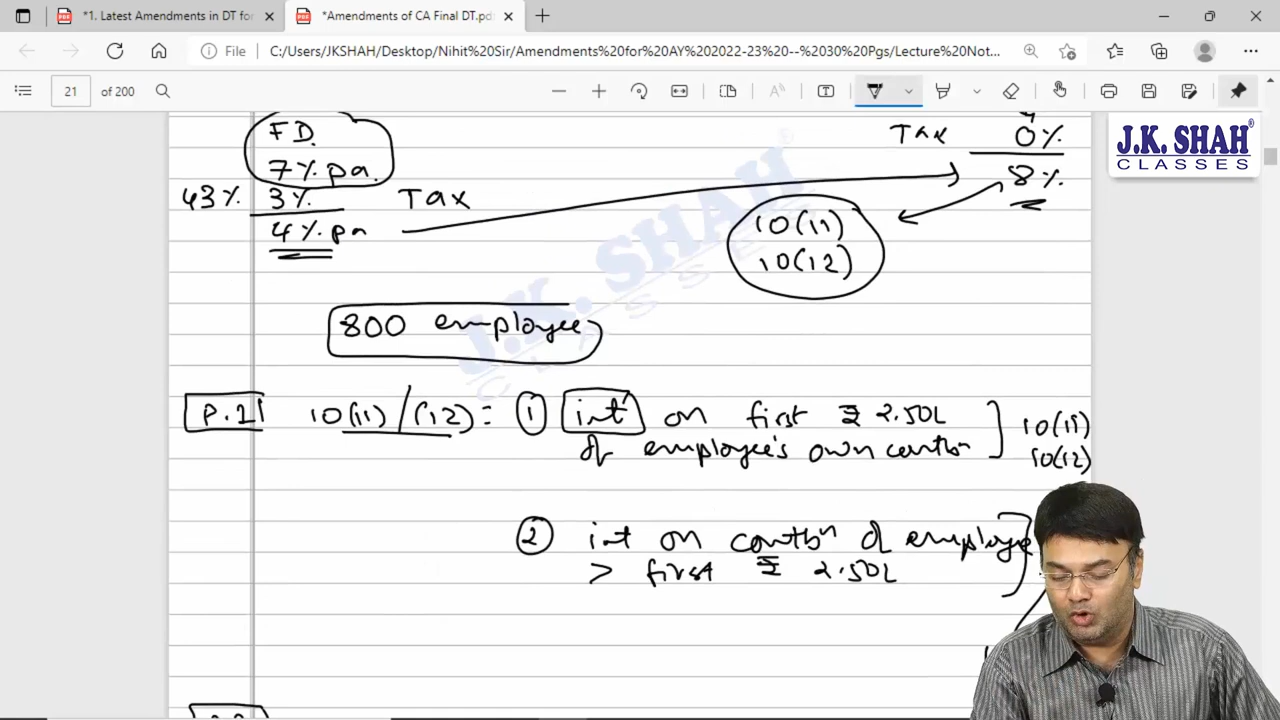 *1. Latest Amendments in DT for
*Amendments of CA Final DT.pdf
File
C:/Users/JKSHAH/Desktop/Nihit%20Sir/Amendments%20for%20AY%202022-23%20--%2030%20Pgs/Lecture%20Not...
21 of 200
J.K. SHAH®
CLASSES
FD.
7% pa.
43% 3% Tax
4% pa
Tax 0%
8%
10(11)
10(12)
J.K. SHAH
800 employee
P.21 10(11)/(12) = ① int on first ₹ 2.50L
of employee's own contbn
10(11)
10(12)
② int on contbn of employee
> first ₹ 2.50L